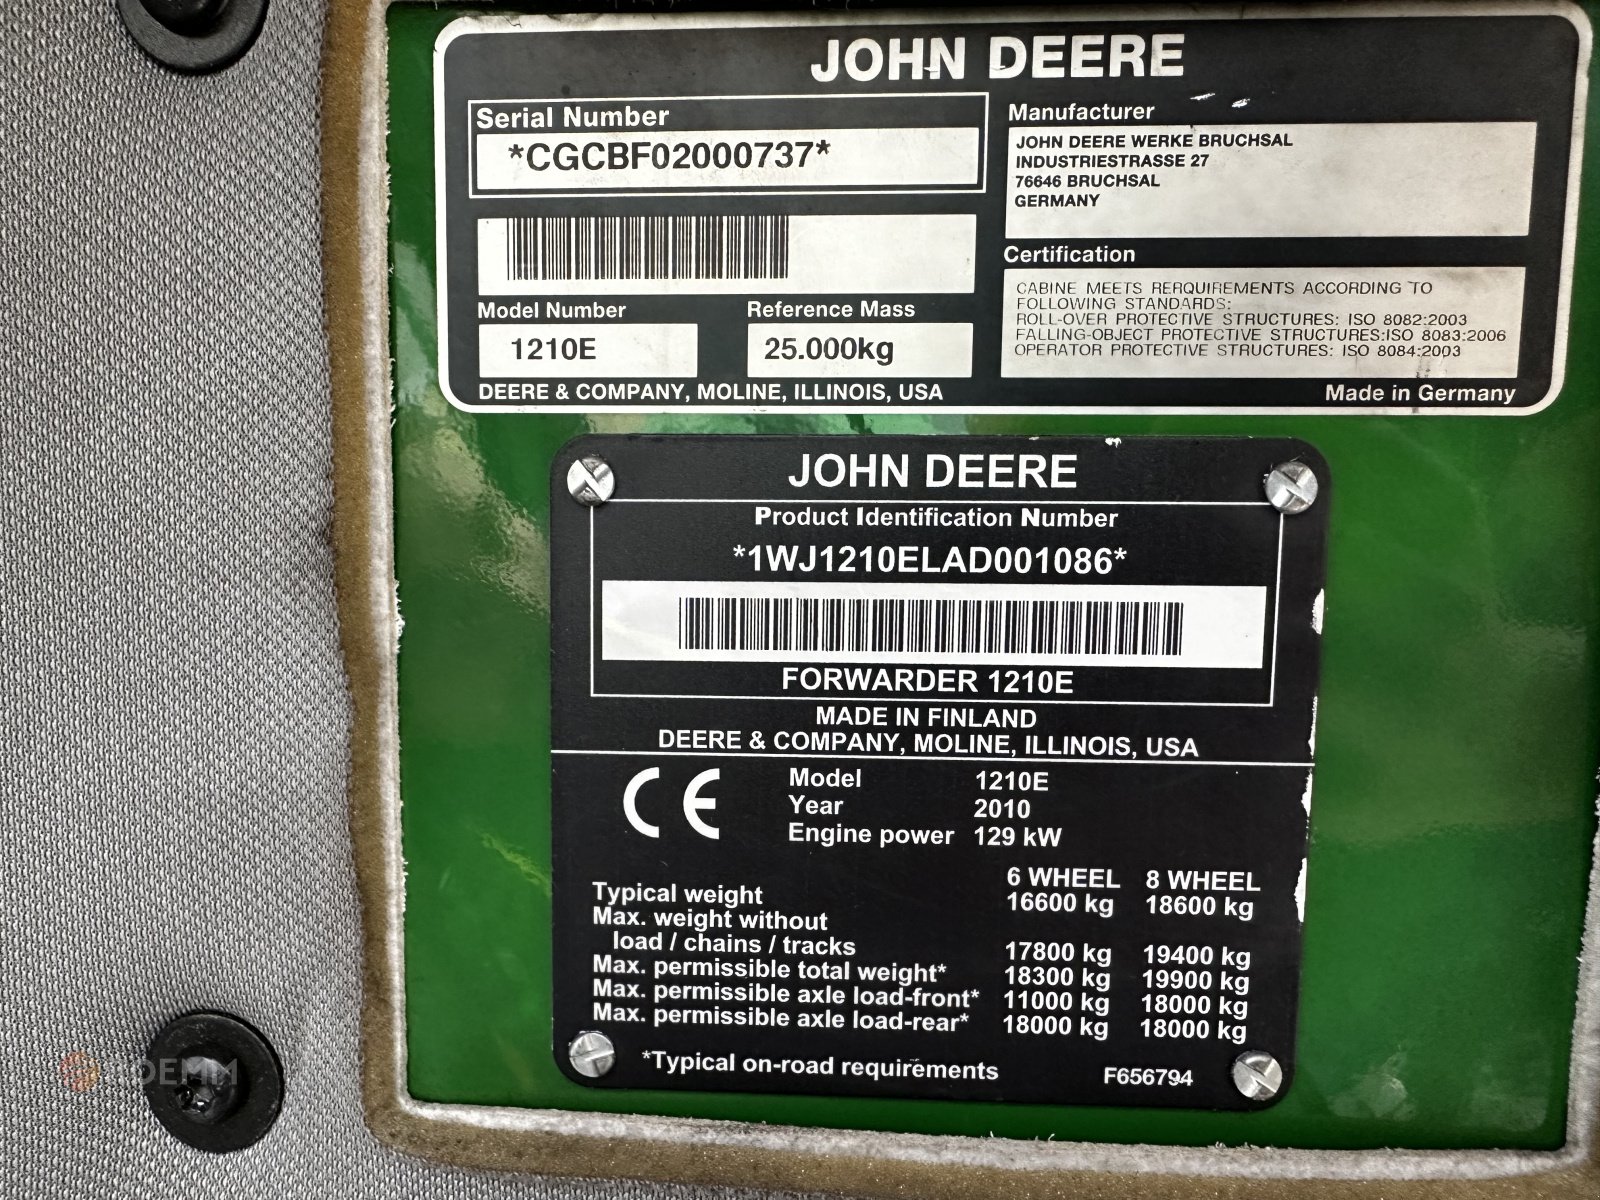 JOHN DEERE
Serial Number
*CGCBF02000737*
Model Number
1210E
Reference Mass
25.000kg
DEERE & COMPANY, MOLINE, ILLINOIS, USA
Manufacturer
JOHN DEERE WERKE BRUCHSAL
INDUSTRIESTRASSE 27
76646 BRUCHSAL
GERMANY
Certification
CABINE MEETS RERQUIREMENTS ACCORDING TO
FOLLOWING STANDARDS:
ROLL-OVER PROTECTIVE STRUCTURES: ISO 8082:2003
FALLING-OBJECT PROTECTIVE STRUCTURES:ISO 8083:2006
OPERATOR PROTECTIVE STRUCTURES: ISO 8084:2003
Made in Germany
JOHN DEERE
Product Identification Number
*1WJ1210ELAD001086*
FORWARDER 1210E
MADE IN FINLAND
DEERE & COMPANY, MOLINE, ILLINOIS, USA
CE
Model 1210E
Year 2010
Engine power 129 kW
6 WHEEL 8 WHEEL
Typical weight 16600 kg 18600 kg
Max. weight without
load / chains / tracks 17800 kg 19400 kg
Max. permissible total weight* 18300 kg 19900 kg
Max. permissible axle load-front* 11000 kg 18000 kg
Max. permissible axle load-rear* 18000 kg 18000 kg
*Typical on-road requirements F656794